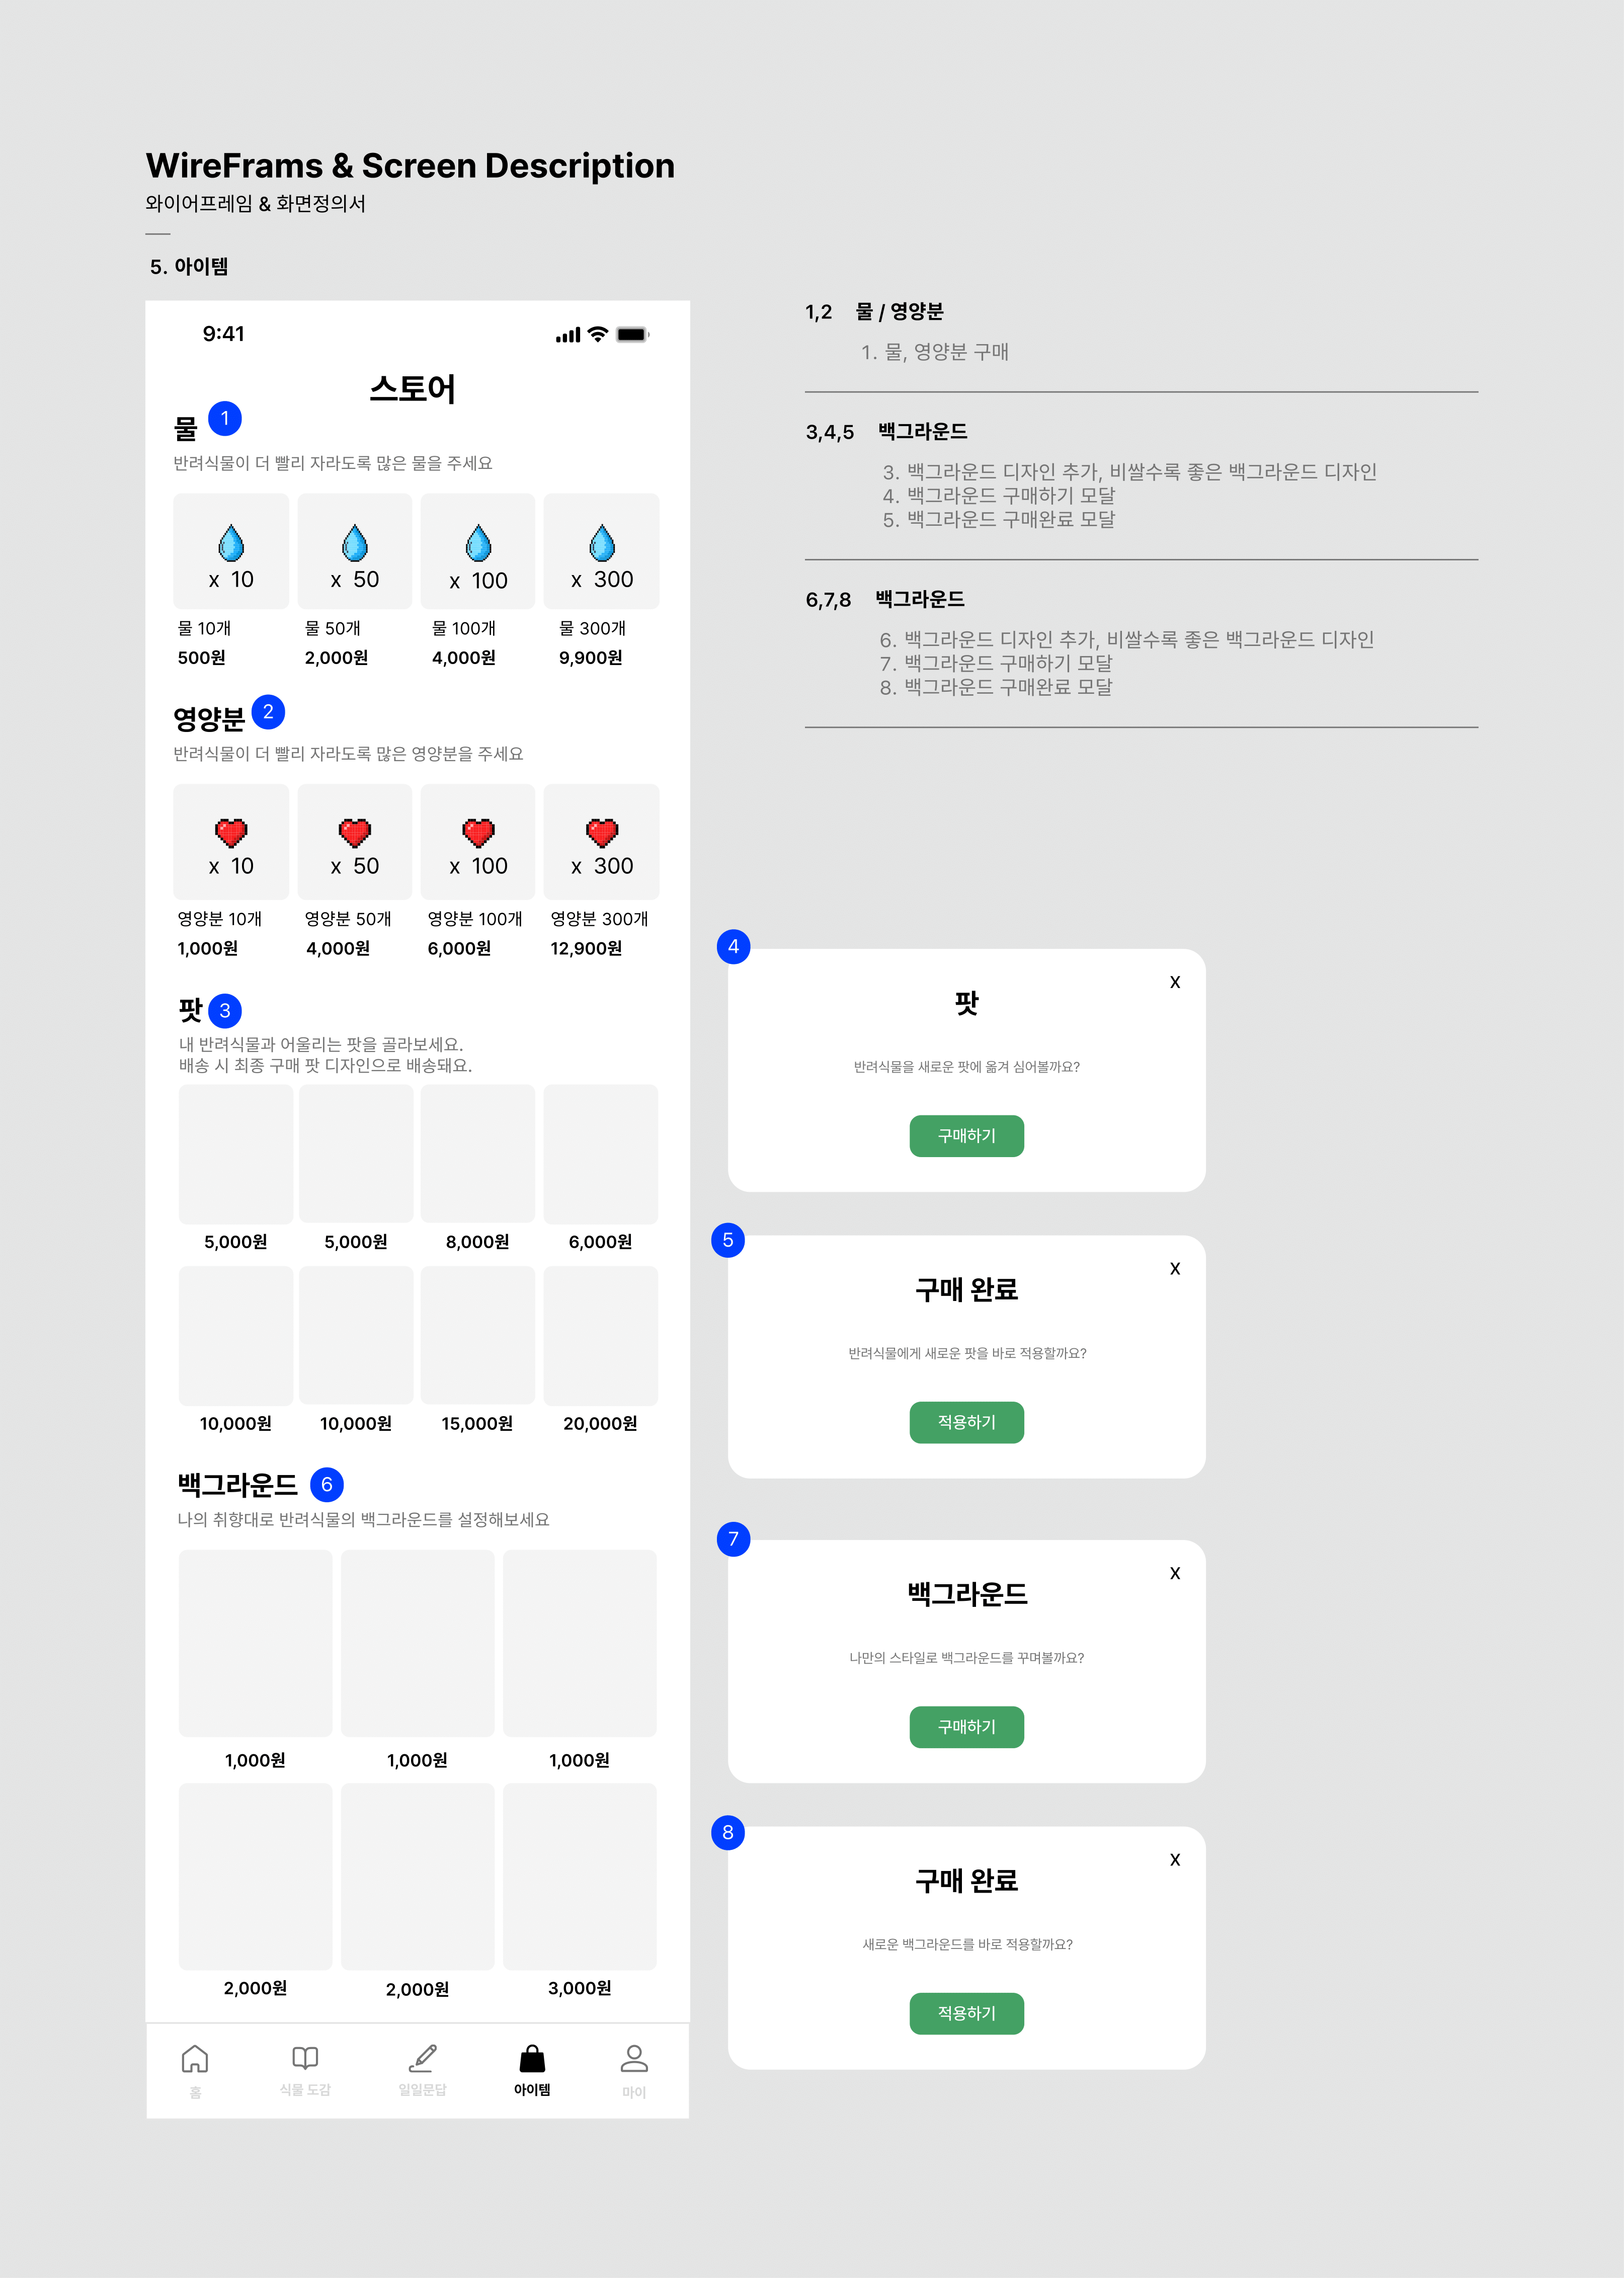 WireFrams & Screen Description
와이어프레임 & 화면정의서
5. 아이템
9:41
스토어
물 1
반려식물이 더 빨리 자라도록 많은 물을 주세요
x 10 x 50 x 100 x 300
물 10개 물 50개 물 100개 물 300개
500원 2,000원 4,000원 9,900원
영양분 2
반려식물이 더 빨리 자라도록 많은 영양분을 주세요
x 10 x 50 x 100 x 300
영양분 10개 영양분 50개 영양분 100개 영양분 300개
1,000원 4,000원 6,000원 12,900원
팟 3
내 반려식물과 어울리는 팟을 골라보세요.
배송 시 최종 구매 팟 디자인으로 배송돼요.
5,000원 5,000원 8,000원 6,000원
10,000원 10,000원 15,000원 20,000원
백그라운드 6
나의 취향대로 반려식물의 백그라운드를 설정해보세요
1,000원 1,000원 1,000원
2,000원 2,000원 3,000원
홈 식물 도감 일일문답 아이템 마이
1,2 물 / 영양분
1. 물, 영양분 구매
3,4,5 백그라운드
3. 백그라운드 디자인 추가, 비쌀수록 좋은 백그라운드 디자인
4. 백그라운드 구매하기 모달
5. 백그라운드 구매완료 모달
6,7,8 백그라운드
6. 백그라운드 디자인 추가, 비쌀수록 좋은 백그라운드 디자인
7. 백그라운드 구매하기 모달
8. 백그라운드 구매완료 모달
4
x
팟
반려식물을 새로운 팟에 옮겨 심어볼까요?
구매하기
5
x
구매 완료
반려식물에게 새로운 팟을 바로 적용할까요?
적용하기
7
x
백그라운드
나만의 스타일로 백그라운드를 꾸며볼까요?
구매하기
8
x
구매 완료
새로운 백그라운드를 바로 적용할까요?
적용하기